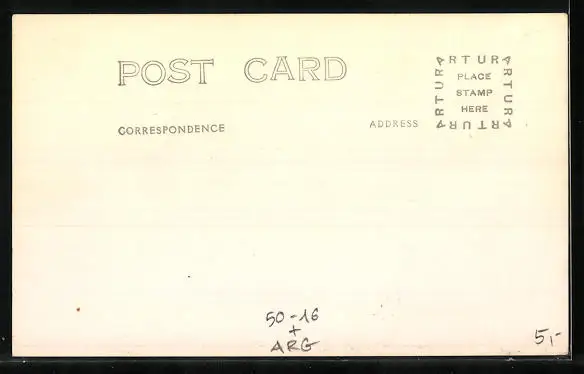 POST CARD
CORRESPONDENCE
ADDRESS
ARTURA
ARTURA
ARTURA
ARTURA
PLACE
STAMP
HERE
50-16
+
ARG
5,-